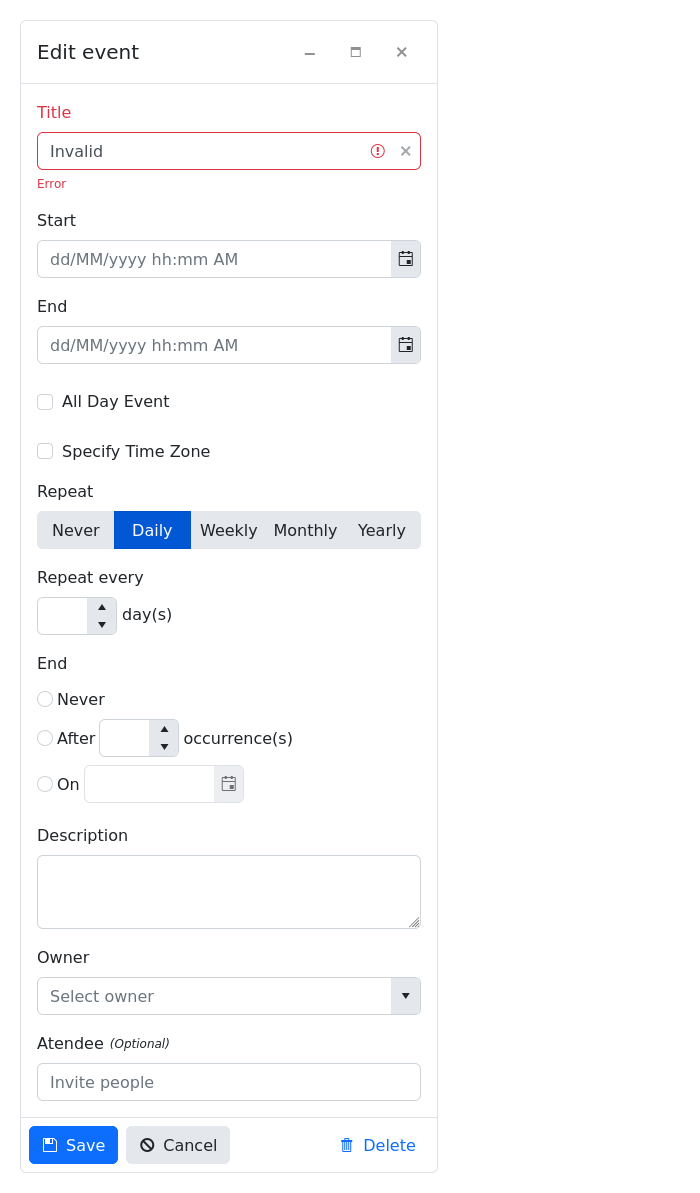 Edit event
Title
Invalid
Error
Start
dd/MM/yyyy hh:mm AM
End
dd/MM/yyyy hh:mm AM
All Day Event
Specify Time Zone
Repeat
Never Daily Weekly Monthly Yearly
Repeat every
day(s)
End
Never
After occurrence(s)
On
Description
Owner
Select owner
Atendee (Optional)
Invite people
Save Cancel Delete